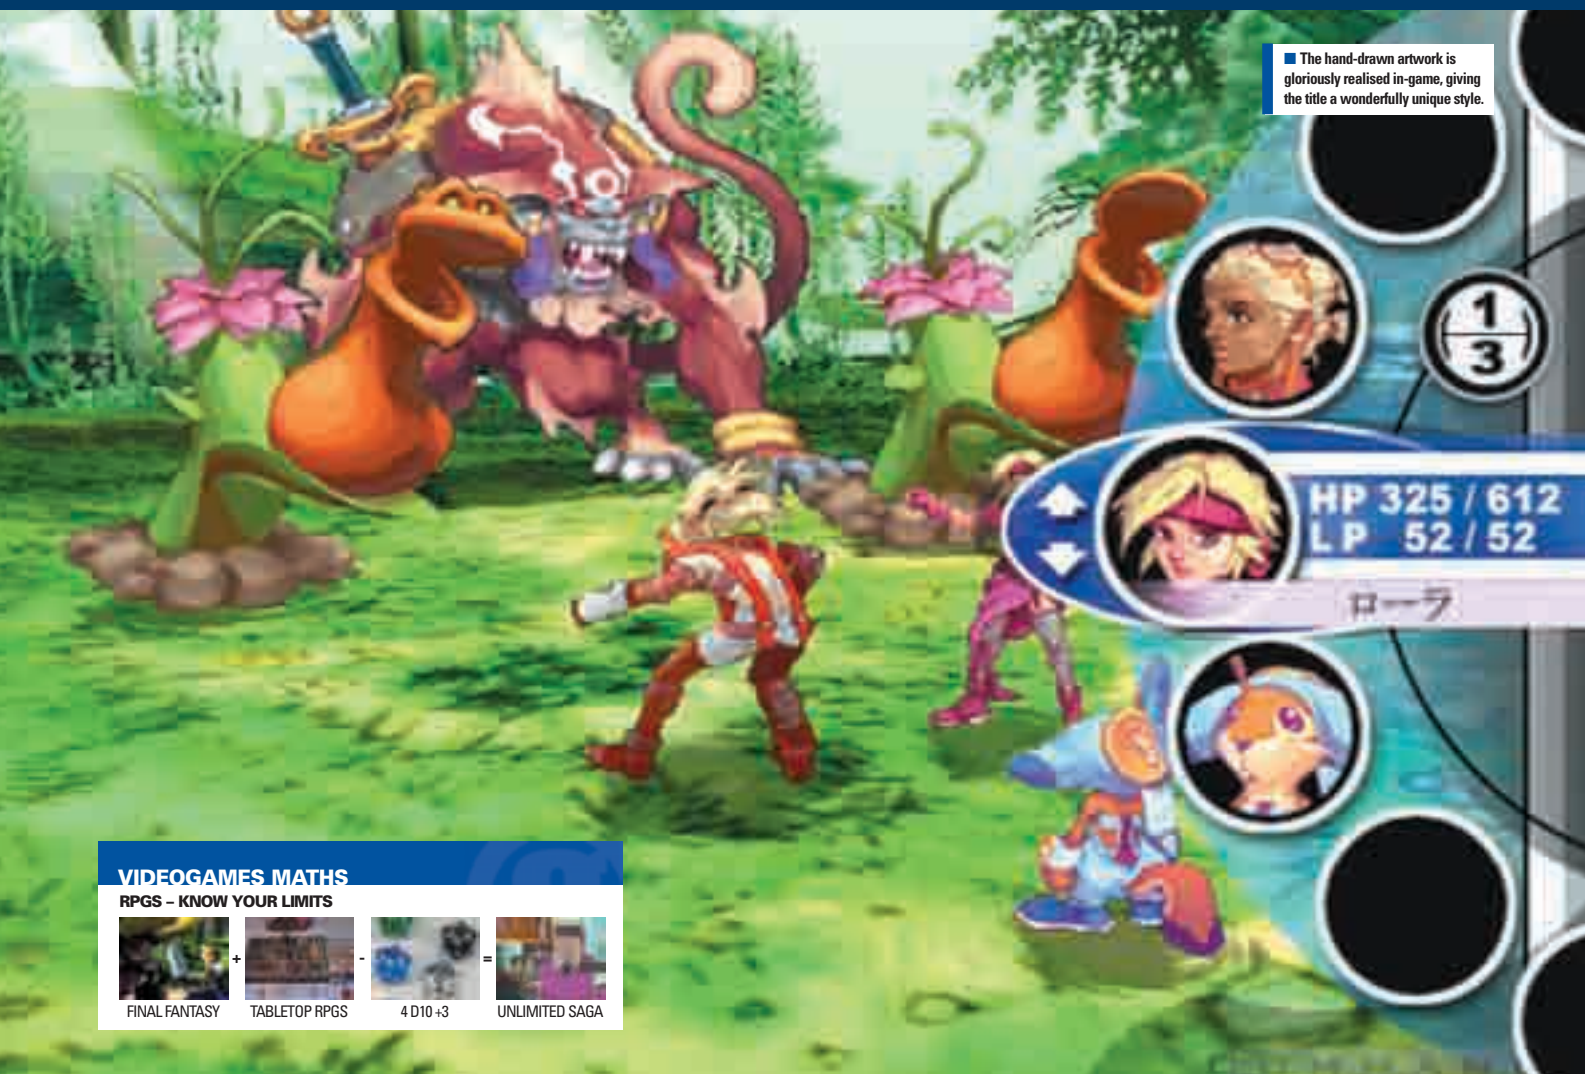 ■ The hand-drawn artwork is
gloriously realised in-game, giving
the title a wonderfully unique style.
1
3
HP 325 / 612
LP 52 / 52
ローラ
VIDEOGAMES MATHS
RPGS – KNOW YOUR LIMITS
+ - =
FINAL FANTASY TABLETOP RPGS 4 D10 +3 UNLIMITED SAGA